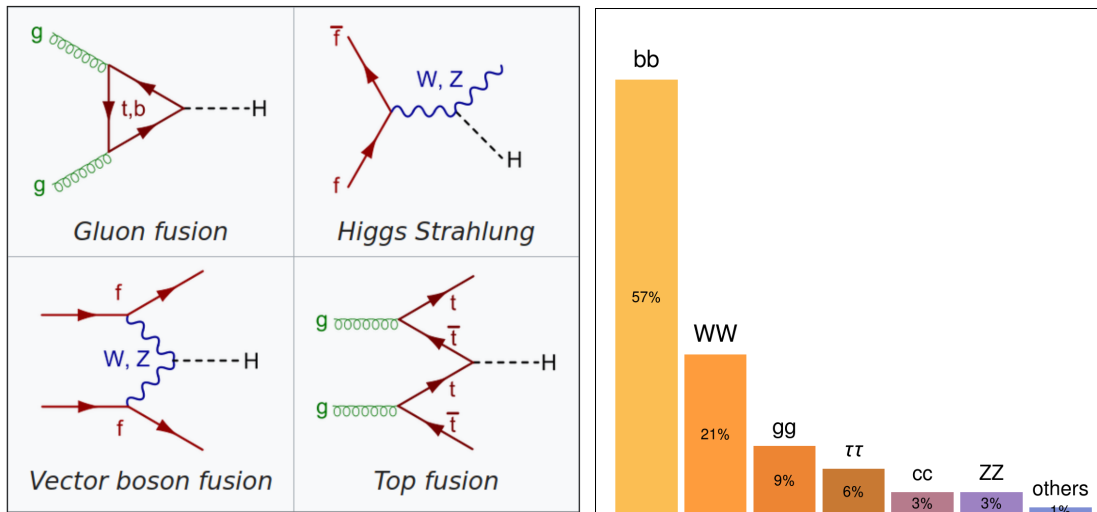 g
t,b
H
g
Gluon fusion
f̅
W, Z
H
f
Higgs Strahlung
f
W, Z
H
f
Vector boson fusion
g
t
t̅
H
t
g
t̅
Top fusion
bb
57%
WW
21%
gg
9%
ττ
6%
cc
3%
ZZ
3%
others
1%